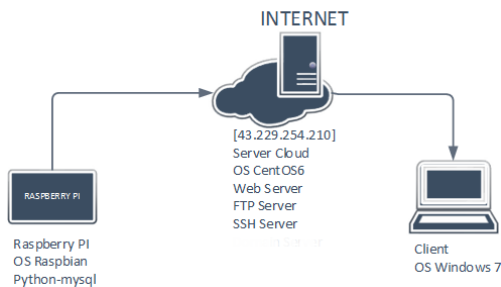 INTERNET
[43.229.254.210]
Server Cloud
OS CentOS6
Web Server
FTP Server
SSH Server
RASPBERRY PI
Raspberry PI
OS Raspbian
Python-mysql
Client
OS Windows 7